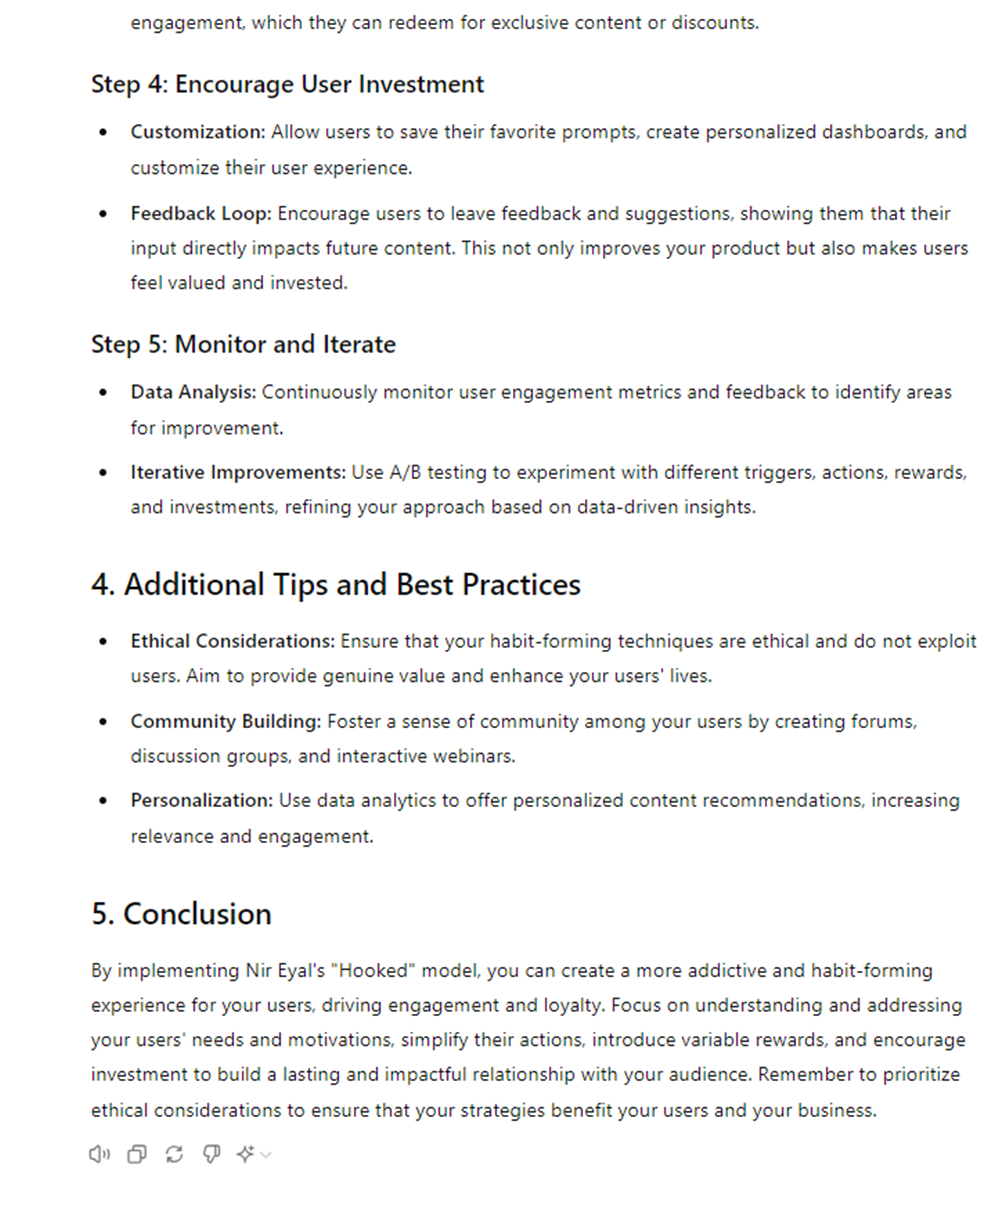 engagement, which they can redeem for exclusive content or discounts.
Step 4: Encourage User Investment
• Customization: Allow users to save their favorite prompts, create personalized dashboards, and
customize their user experience.
• Feedback Loop: Encourage users to leave feedback and suggestions, showing them that their
input directly impacts future content. This not only improves your product but also makes users
feel valued and invested.
Step 5: Monitor and Iterate
• Data Analysis: Continuously monitor user engagement metrics and feedback to identify areas
for improvement.
• Iterative Improvements: Use A/B testing to experiment with different triggers, actions, rewards,
and investments, refining your approach based on data-driven insights.
4. Additional Tips and Best Practices
• Ethical Considerations: Ensure that your habit-forming techniques are ethical and do not exploit
users. Aim to provide genuine value and enhance your users' lives.
• Community Building: Foster a sense of community among your users by creating forums,
discussion groups, and interactive webinars.
• Personalization: Use data analytics to offer personalized content recommendations, increasing
relevance and engagement.
5. Conclusion
By implementing Nir Eyal's "Hooked" model, you can create a more addictive and habit-forming
experience for your users, driving engagement and loyalty. Focus on understanding and addressing
your users' needs and motivations, simplify their actions, introduce variable rewards, and encourage
investment to build a lasting and impactful relationship with your audience. Remember to prioritize
ethical considerations to ensure that your strategies benefit your users and your business.